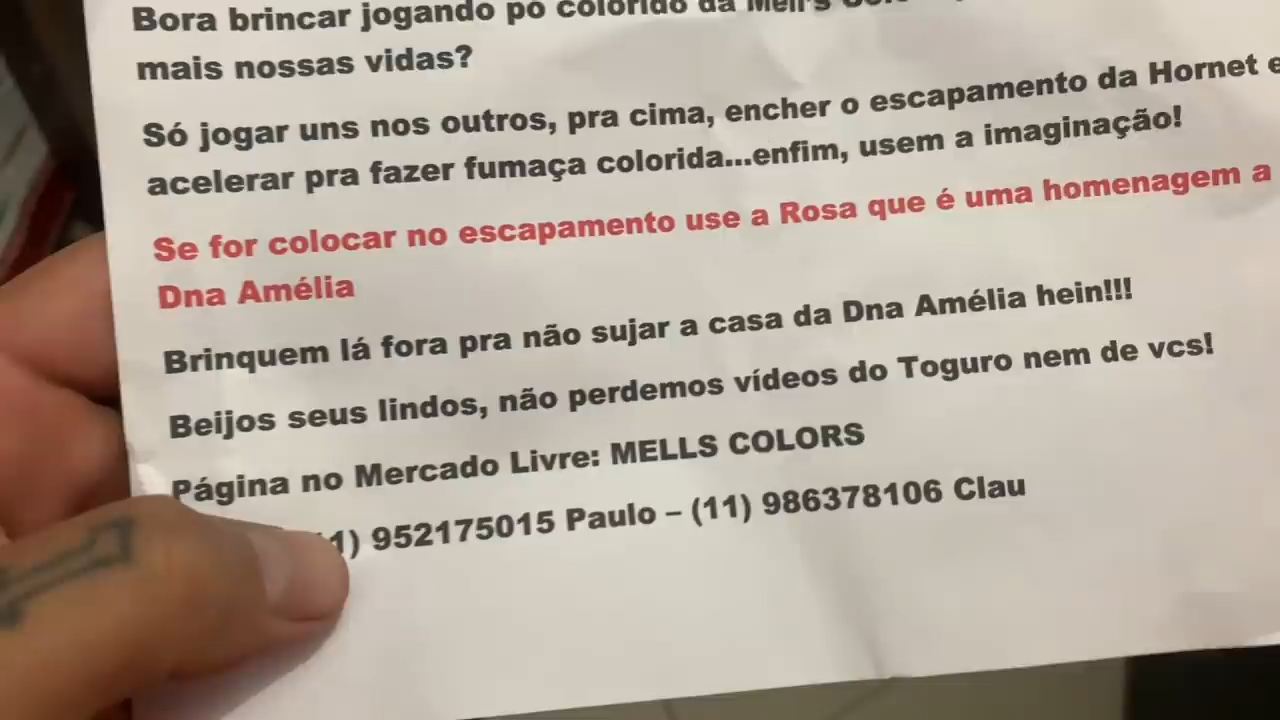 Bora brincar jogando pó colorido da Mell's
mais nossas vidas?
Só jogar uns nos outros, pra cima, encher o escapamento da Hornet e
acelerar pra fazer fumaça colorida...enfim, usem a imaginação!
Se for colocar no escapamento use a Rosa que é uma homenagem a
Dna Amélia
Brinquem lá fora pra não sujar a casa da Dna Amélia hein!!!
Beijos seus lindos, não perdemos vídeos do Toguro nem de vcs!
Página no Mercado Livre: MELLS COLORS
1) 952175015 Paulo – (11) 986378106 Clau